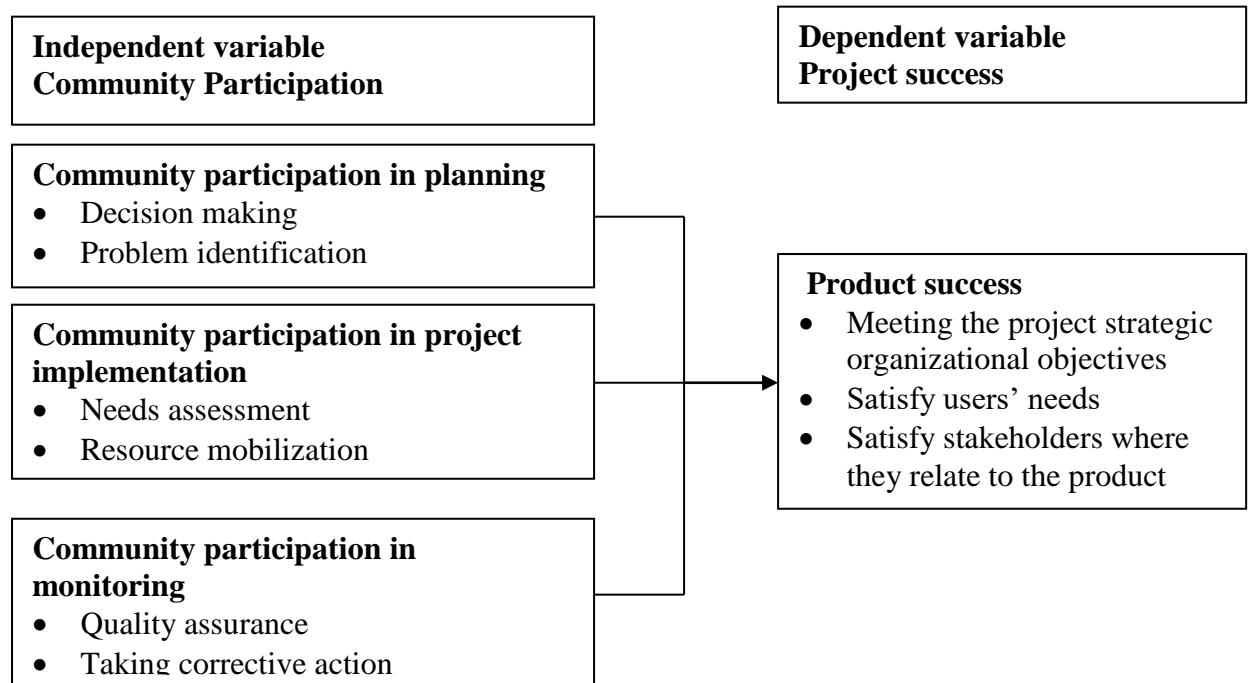 Independent variable
Community Participation
Dependent variable
Project success
Community participation in planning
• Decision making
• Problem identification
Community participation in project
implementation
• Needs assessment
• Resource mobilization
Community participation in
monitoring
• Quality assurance
• Taking corrective action
Product success
• Meeting the project strategic
organizational objectives
• Satisfy users’ needs
• Satisfy stakeholders where
they relate to the product